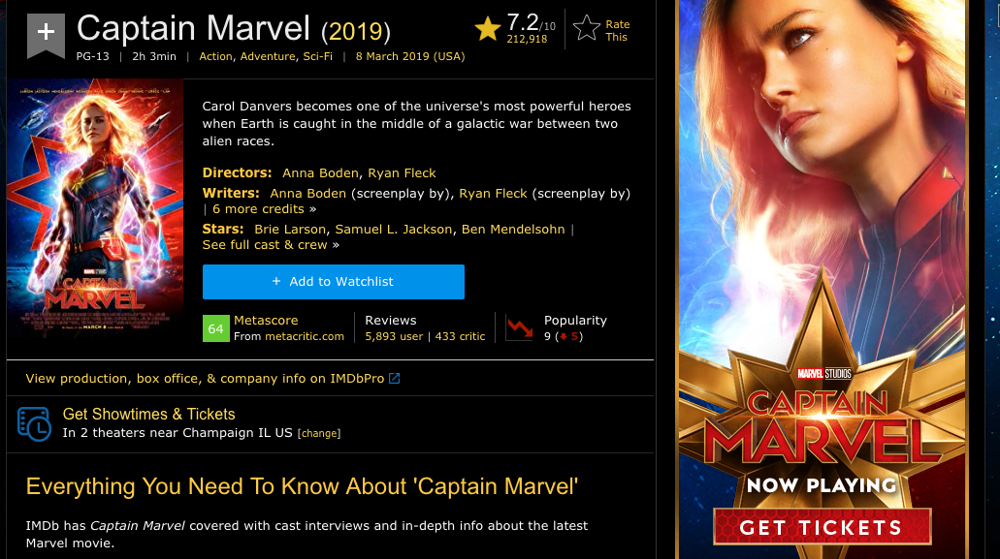 + Captain Marvel (2019)
7.2/10
212,918
Rate
This
PG-13 | 2h 3min | Action, Adventure, Sci-Fi | 8 March 2019 (USA)
Carol Danvers becomes one of the universe's most powerful heroes
when Earth is caught in the middle of a galactic war between two
alien races.
Directors: Anna Boden, Ryan Fleck
Writers: Anna Boden (screenplay by), Ryan Fleck (screenplay by)
| 6 more credits »
Stars: Brie Larson, Samuel L. Jackson, Ben Mendelsohn |
See full cast & crew »
+ Add to Watchlist
MARVEL STUDIOS
CAPTAIN
MARVEL
MARCH 8
64 Metascore
From metacritic.com
Reviews
5,893 user | 433 critic
Popularity
9 (5)
View production, box office, & company info on IMDbPro
Get Showtimes & Tickets
In 2 theaters near Champaign IL US [change]
Everything You Need To Know About 'Captain Marvel'
IMDb has Captain Marvel covered with cast interviews and in-depth info about the latest
Marvel movie.
MARVEL STUDIOS
CAPTAIN
MARVEL
NOW PLAYING
GET TICKETS